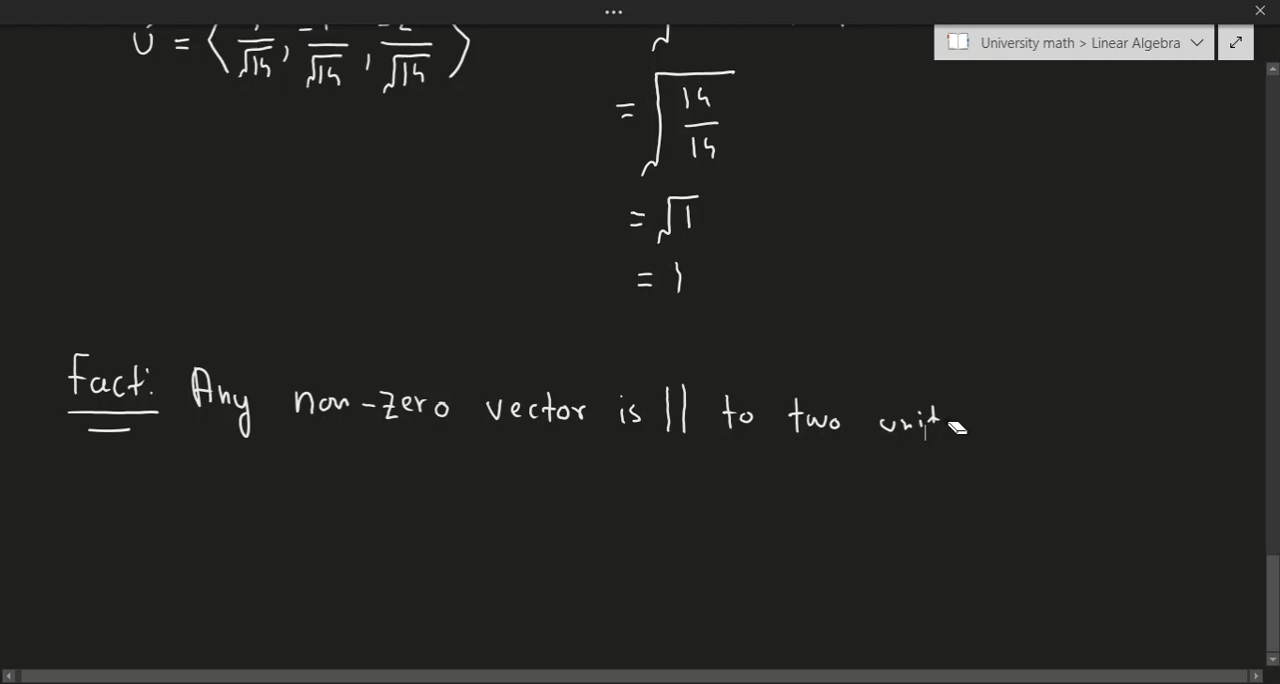 University math > Linear Algebra
= √(14/14)
= √1
= 1
Fact: Any non-zero vector is || to two unit